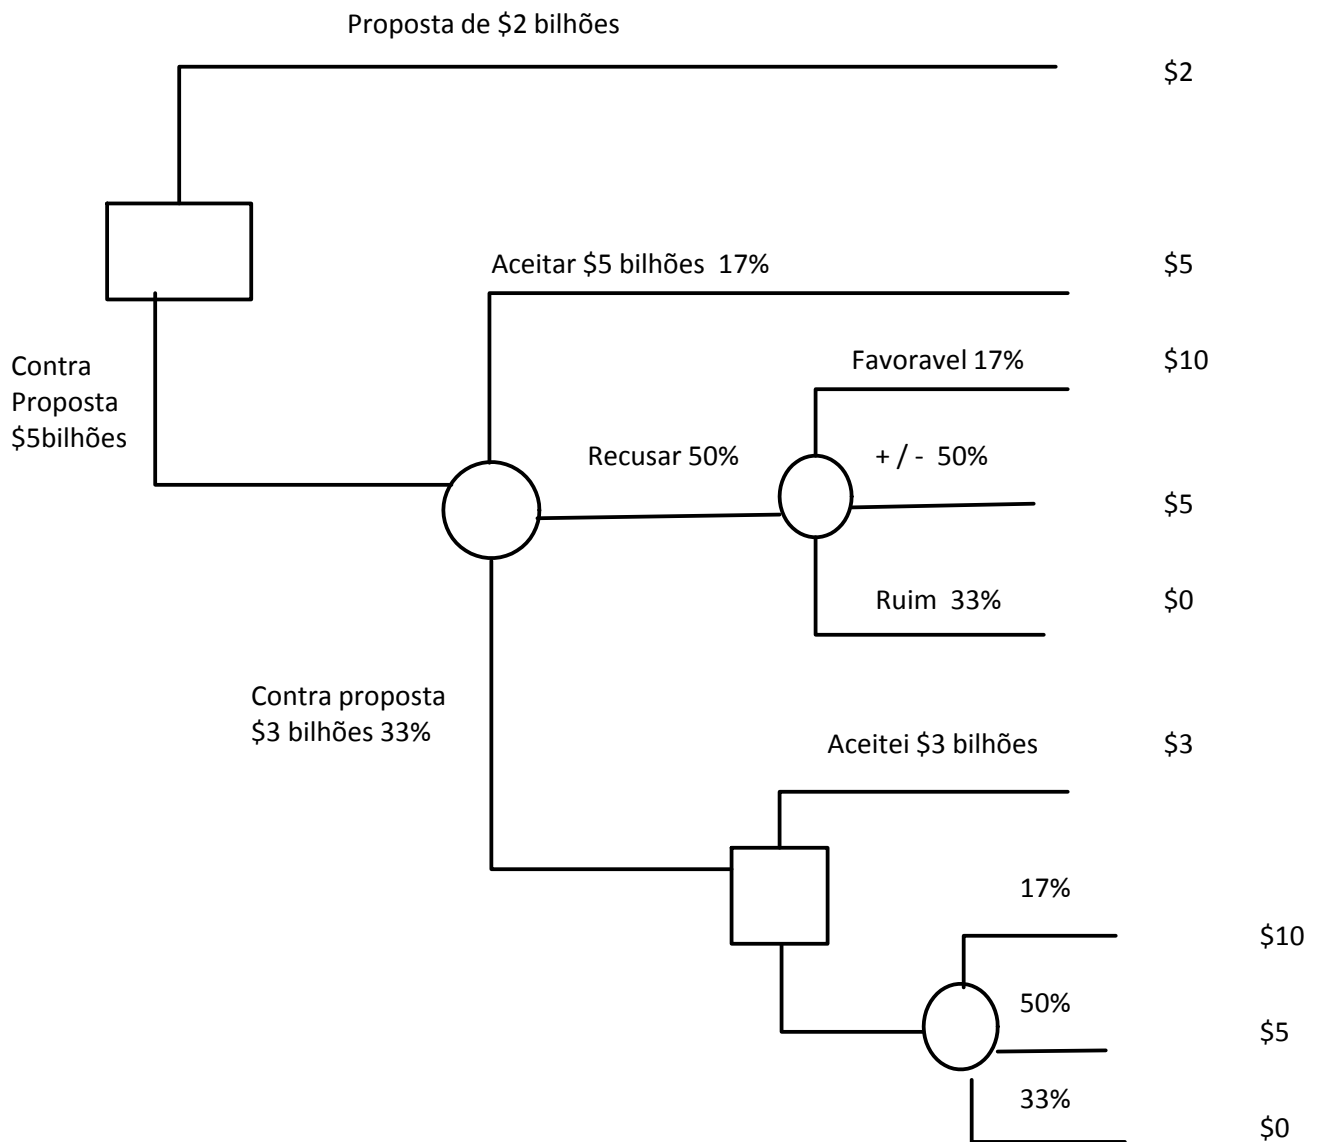 Proposta de $2 bilhões
$2
Aceitar $5 bilhões 17%
$5
Contra
Proposta
$5bilhões
Favoravel 17%
$10
Recusar 50%
+ / - 50%
$5
Ruim 33%
$0
Contra proposta
$3 bilhões 33%
Aceitei $3 bilhões
$3
17%
$10
50%
$5
33%
$0